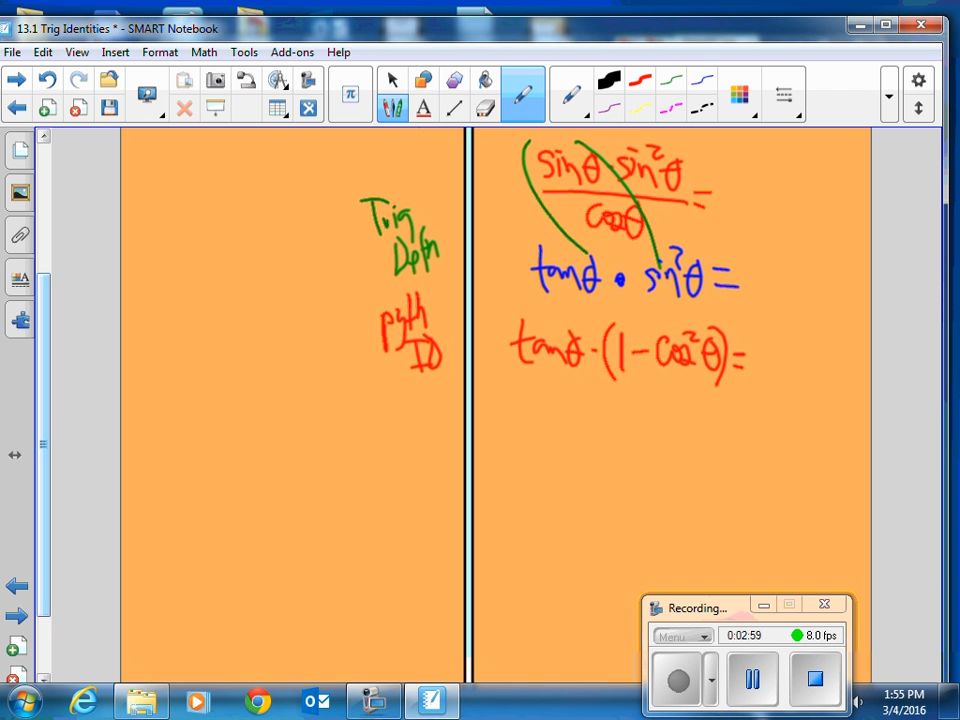 13.1 Trig Identities * - SMART Notebook
File Edit View Insert Format Math Tools Add-ons Help
π
A
sinθ · sin²θ =
cosθ
Trig
Defn
tanθ • sin²θ =
pyth
ID
tanθ · (1 - cos²θ) =
Recording...
Menu
0:02:59
8.0 fps
1:55 PM
3/4/2016